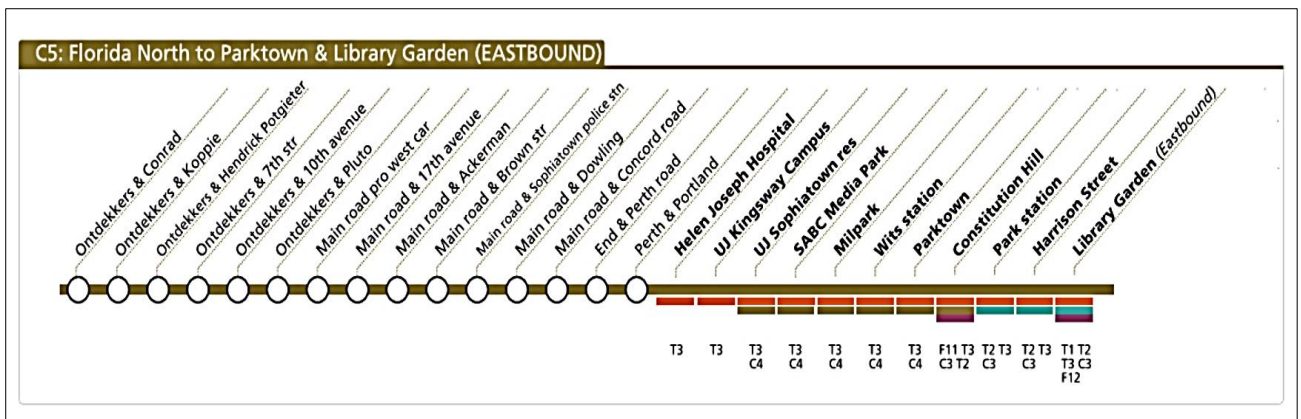 C5: Florida North to Parktown & Library Garden (EASTBOUND)
Ontdekkers & Conrad
Ontdekkers & Koppie
Ontdekkers & Hendrick Potgieter
Ontdekkers & 7th str
Ontdekkers & 10th avenue
Ontdekkers & Pluto
Main road pro west car
Main road & 17th avenue
Main road & Ackerman
Main road & Brown str
Main road & Sophiatown police stn
Main road & Dowling
Main road & Concord road
End & Perth road
Perth & Portland
Helen Joseph Hospital
UJ Kingsway Campus
UJ Sophiatown res
SABC Media Park
Milpark
Wits station
Parktown
Constitution Hill
Park station
Harrison Street
Library Garden (Eastbound)
T3 T3 T3 T3 T3 T3 T3 F11 T3 T2 T3 T2 T3 T1 T2
C4 C4 C4 C4 C4 C3 T2 C3 C3 T3 C3
F12